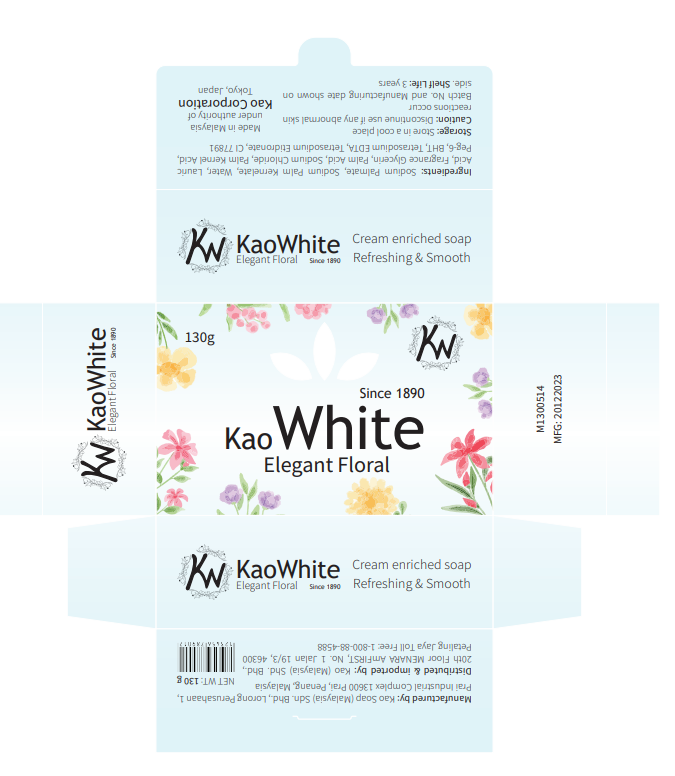 Ingredients: Sodium Palmate, Sodium Palm Kernelate, Water, Lauric
Acid, Fragrance Glycerin, Palm Acid, Sodium Chloride, Palm Kernel Acid,
Peg-6, BHT, Tetrasodium EDTA, Tetrasodium Etidronate, CI 77891
Storage: Store in a cool place
Caution: Discontinue use if any abnormal skin
reactions occur
Batch No. and Manufacturing date shown on
side. Shelf Life: 3 years
Made in Malaysia
under authority of
Kao Corporation
Tokyo, Japan
KW
KaoWhite
Elegant Floral Since 1890
Cream enriched soap
Refreshing & Smooth
KW
KaoWhite
Elegant Floral Since 1890
130g
KW
Since 1890
Kao White
Elegant Floral
M1300514
MFG: 20122023
KW
KaoWhite
Elegant Floral Since 1890
Cream enriched soap
Refreshing & Smooth
Manufactured by: Kao Soap (Malaysia) Sdn. Bhd., Lorong Perusahaan 1,
Prai Industrial Complex 13600 Prai, Penang, Malaysia
Distributed & imported by: Kao (Malaysia) Shd. Bhd.,
20th Floor MENARA AmFIRST, No. 1 Jalan 19/3, 46300
Petaling Jaya Toll Free: 1-800-88-4588
NET WT: 130 g